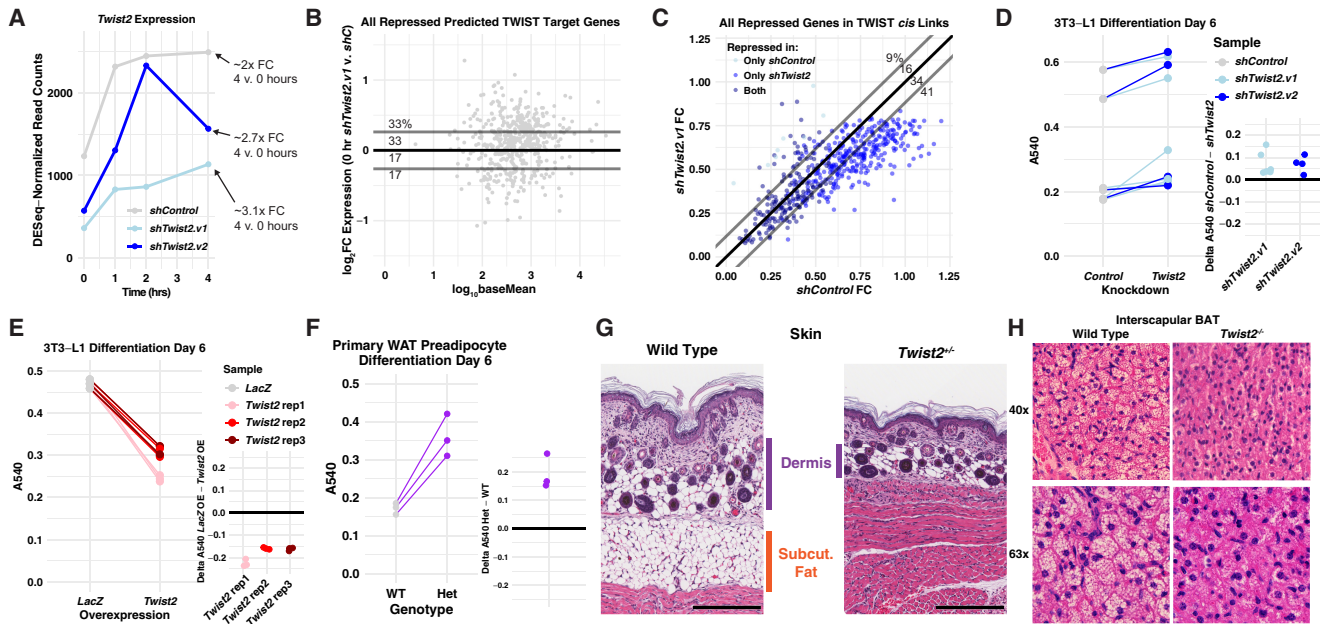 A
Twist2 Expression
DESeq–Normalized Read Counts
2000
1000
0
~2x FC
4 v. 0 hours
~2.7x FC
4 v. 0 hours
~3.1x FC
4 v. 0 hours
shControl
shTwist2.v1
shTwist2.v2
0
1
2
3
4
Time (hrs)
B
All Repressed Predicted TWIST Target Genes
log2FC Expression (0 hr shTwist2.v1 v. shC)
1
0
−1
33%
33
17
17
0
1
2
3
4
log10baseMean
C
All Repressed Genes in TWIST cis Links
shTwist2.v1 FC
1.25
1.00
0.75
0.50
0.25
0.00
Repressed in:
Only shControl
Only shTwist2
Both
9%
16
34
41
0.00
0.25
0.50
0.75
1.00
1.25
shControl FC
D
3T3–L1 Differentiation Day 6
A540
0.6
0.4
0.2
0.0
Control
Twist2
Knockdown
Sample
shControl
shTwist2.v1
shTwist2.v2
Delta A540 shControl − shTwist2
0.2
0.1
0.0
−0.1
−0.2
shTwist2.v1
shTwist2.v2
E
3T3–L1 Differentiation Day 6
A540
0.5
0.4
0.3
0.2
0.1
0.0
LacZ
Twist2
Overexpression
Sample
LacZ
Twist2 rep1
Twist2 rep2
Twist2 rep3
Delta A540 LacZ OE − Twist2 OE
0.2
0.1
0.0
−0.1
−0.2
Twist2 rep1
Twist2 rep2
Twist2 rep3
F
Primary WAT Preadipocyte
Differentiation Day 6
A540
0.5
0.4
0.3
0.2
0.1
0.0
WT
Het
Genotype
Delta A540 Het − WT
0.2
0.1
0.0
−0.1
−0.2
G
Skin
Wild Type
Twist2+/-
Dermis
Subcut.
Fat
H
Interscapular BAT
Wild Type
Twist2-/-
40x
63x